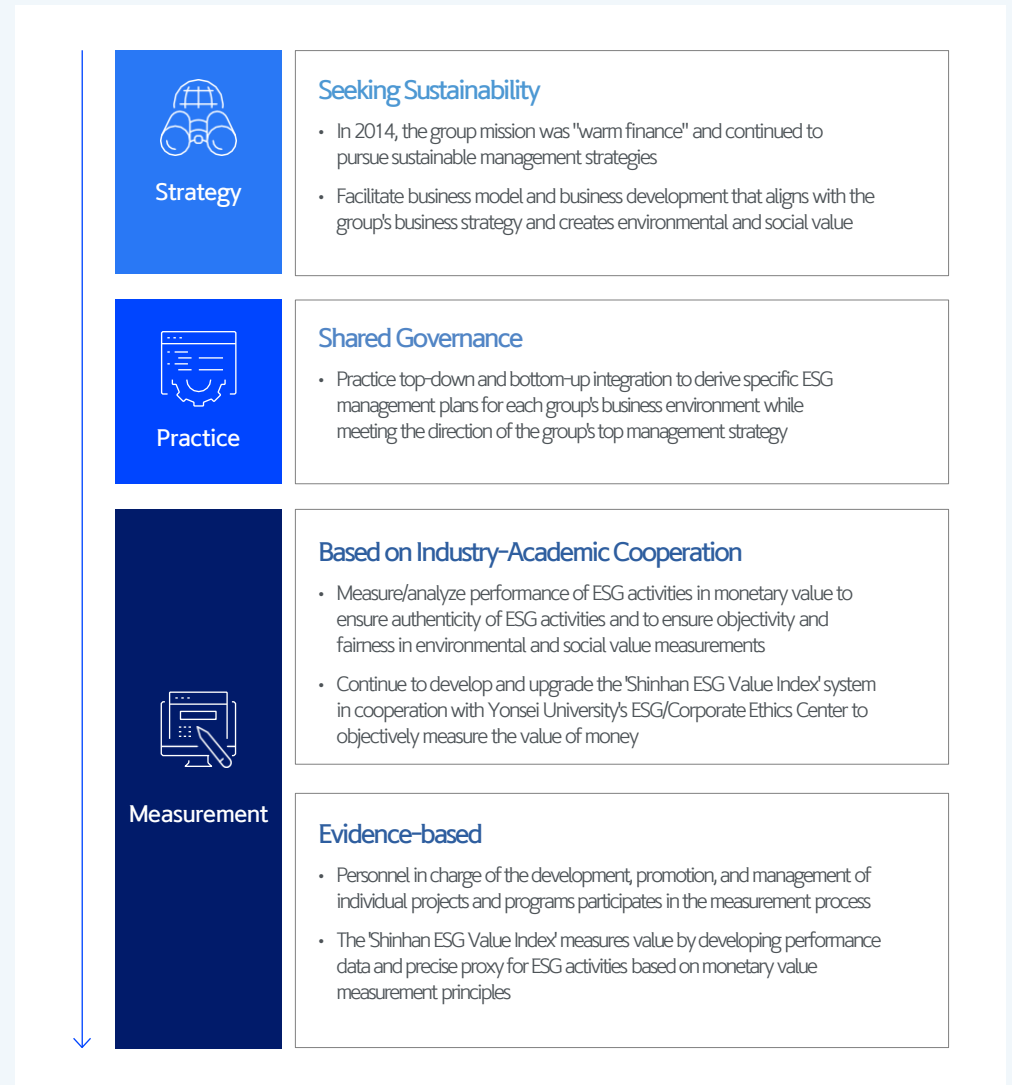 Strategy
Seeking Sustainability
• In 2014, the group mission was "warm finance" and continued to
pursue sustainable management strategies
• Facilitate business model and business development that aligns with the
group's business strategy and creates environmental and social value
Practice
Shared Governance
• Practice top-down and bottom-up integration to derive specific ESG
management plans for each group's business environment while
meeting the direction of the group's top management strategy
Measurement
Based on Industry-Academic Cooperation
• Measure/analyze performance of ESG activities in monetary value to
ensure authenticity of ESG activities and to ensure objectivity and
fairness in environmental and social value measurements
• Continue to develop and upgrade the 'Shinhan ESG Value Index' system
in cooperation with Yonsei University's ESG/Corporate Ethics Center to
objectively measure the value of money
Evidence-based
• Personnel in charge of the development, promotion, and management of
individual projects and programs participates in the measurement process
• The 'Shinhan ESG Value Index' measures value by developing performance
data and precise proxy for ESG activities based on monetary value
measurement principles